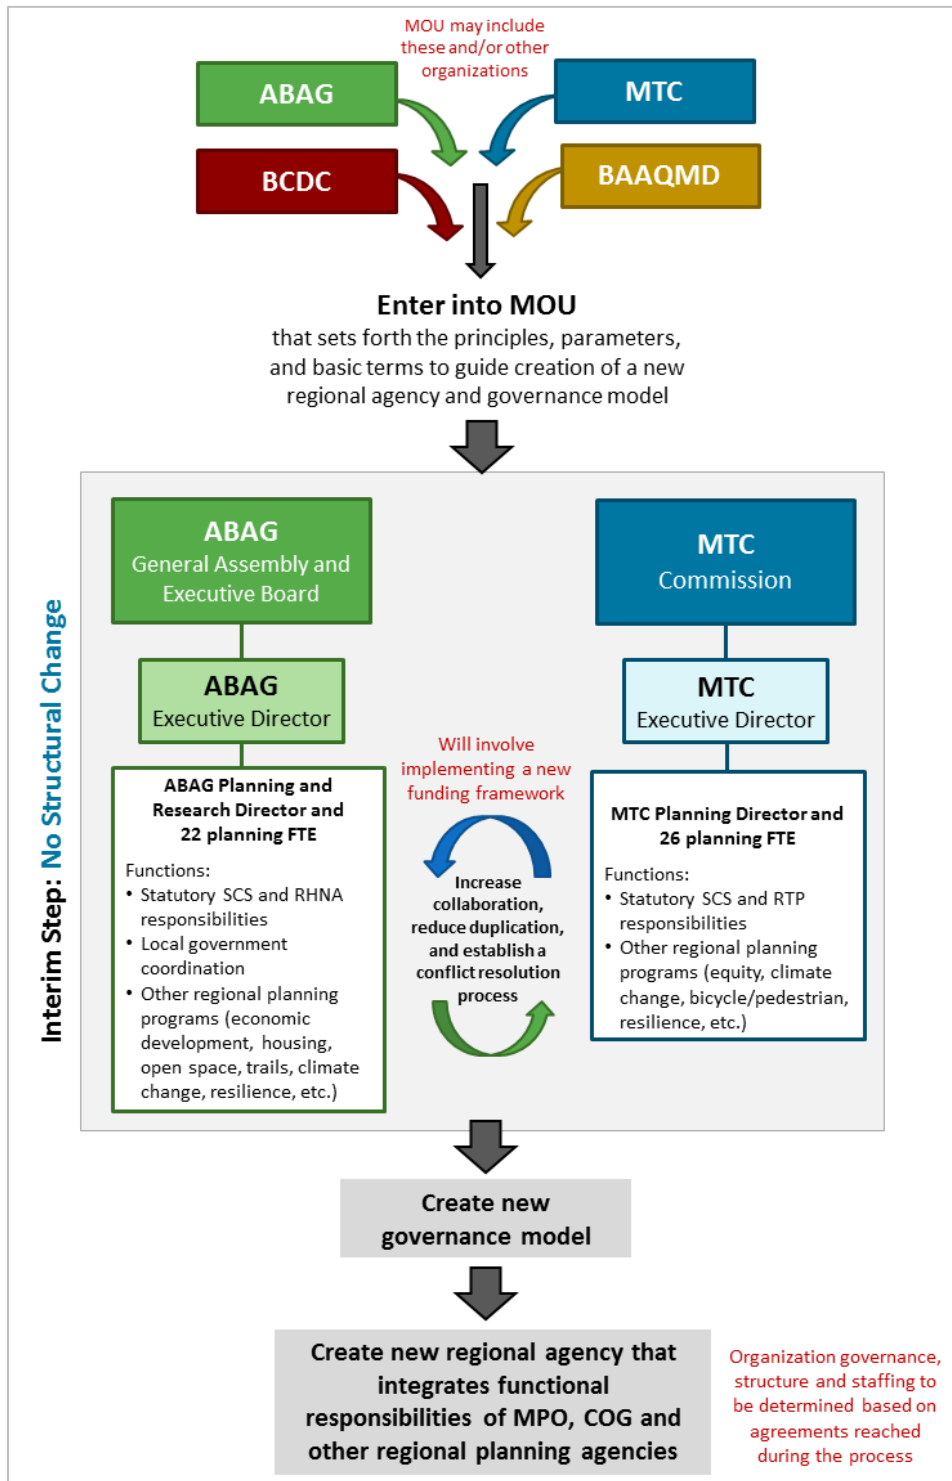 MOU may include
these and/or other
organizations
ABAG
MTC
BCDC
BAAQMD
Enter into MOU
that sets forth the principles, parameters,
and basic terms to guide creation of a new
regional agency and governance model
Interim Step: No Structural Change
ABAG
General Assembly and
Executive Board
MTC
Commission
ABAG
Executive Director
MTC
Executive Director
ABAG Planning and
Research Director and
22 planning FTE
Functions:
• Statutory SCS and RHNA
responsibilities
• Local government
coordination
• Other regional planning
programs (economic
development, housing,
open space, trails, climate
change, resilience, etc.)
Will involve
implementing a new
funding framework
Increase
collaboration,
reduce duplication,
and establish a
conflict resolution
process
MTC Planning Director and
26 planning FTE
Functions:
• Statutory SCS and RTP
responsibilities
• Other regional planning
programs (equity, climate
change, bicycle/pedestrian,
resilience, etc.)
Create new
governance model
Create new regional agency that
integrates functional
responsibilities of MPO, COG and
other regional planning agencies
Organization governance,
structure and staffing to
be determined based on
agreements reached
during the process